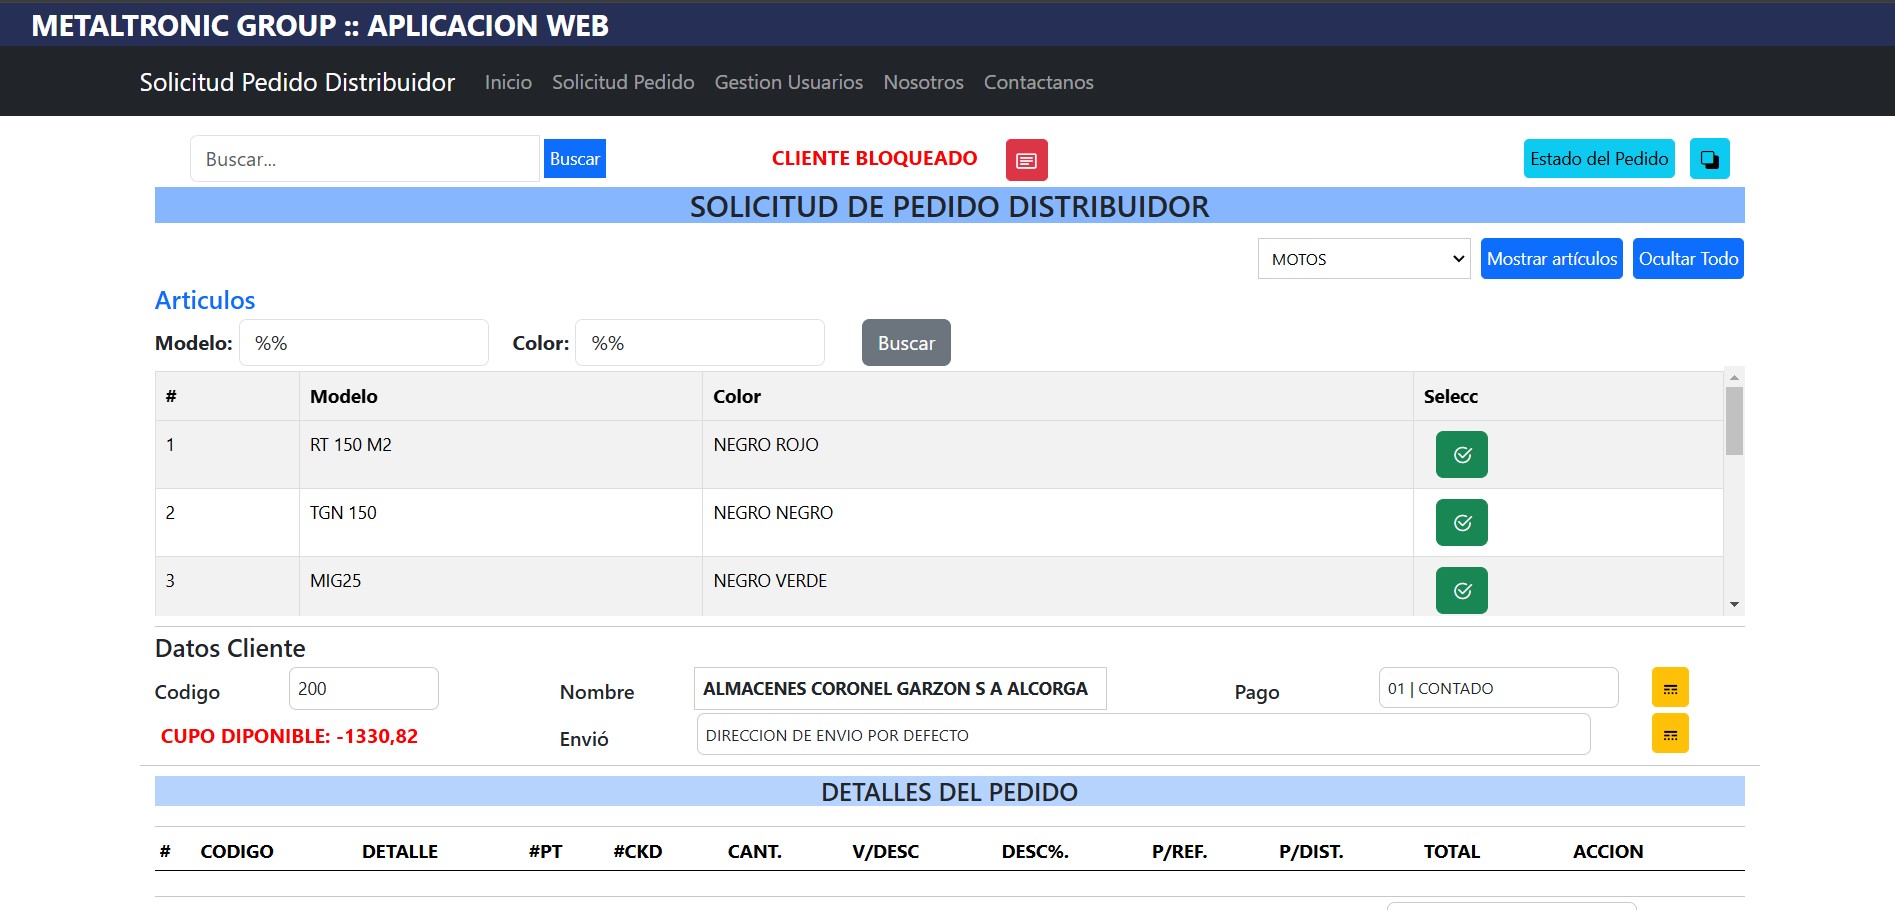 METALTRONIC GROUP :: APLICACION WEB
Solicitud Pedido Distribuidor Inicio Solicitud Pedido Gestion Usuarios Nosotros Contactanos
Buscar... Buscar CLIENTE BLOQUEADO Estado del Pedido
SOLICITUD DE PEDIDO DISTRIBUIDOR
MOTOS Mostrar artículos Ocultar Todo
Articulos
Modelo: %% Color: %% Buscar
# Modelo Color Selecc
1 RT 150 M2 NEGRO ROJO
2 TGN 150 NEGRO NEGRO
3 MIG25 NEGRO VERDE
Datos Cliente
Codigo 200 Nombre ALMACENES CORONEL GARZON S A ALCORGA Pago 01 | CONTADO
CUPO DIPONIBLE: -1330,82 Envió DIRECCION DE ENVIO POR DEFECTO
DETALLES DEL PEDIDO
# CODIGO DETALLE #PT #CKD CANT. V/DESC DESC%. P/REF. P/DIST. TOTAL ACCION